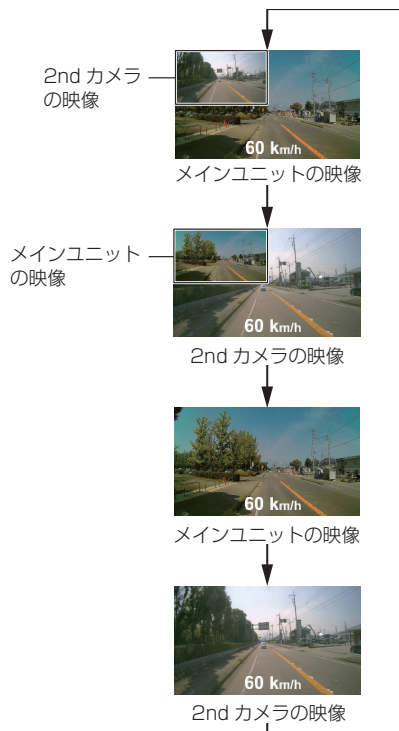 2nd カメラ
の映像
60 km/h
メインユニットの映像
メインユニット
の映像
60 km/h
2nd カメラの映像
60 km/h
メインユニットの映像
60 km/h
2nd カメラの映像